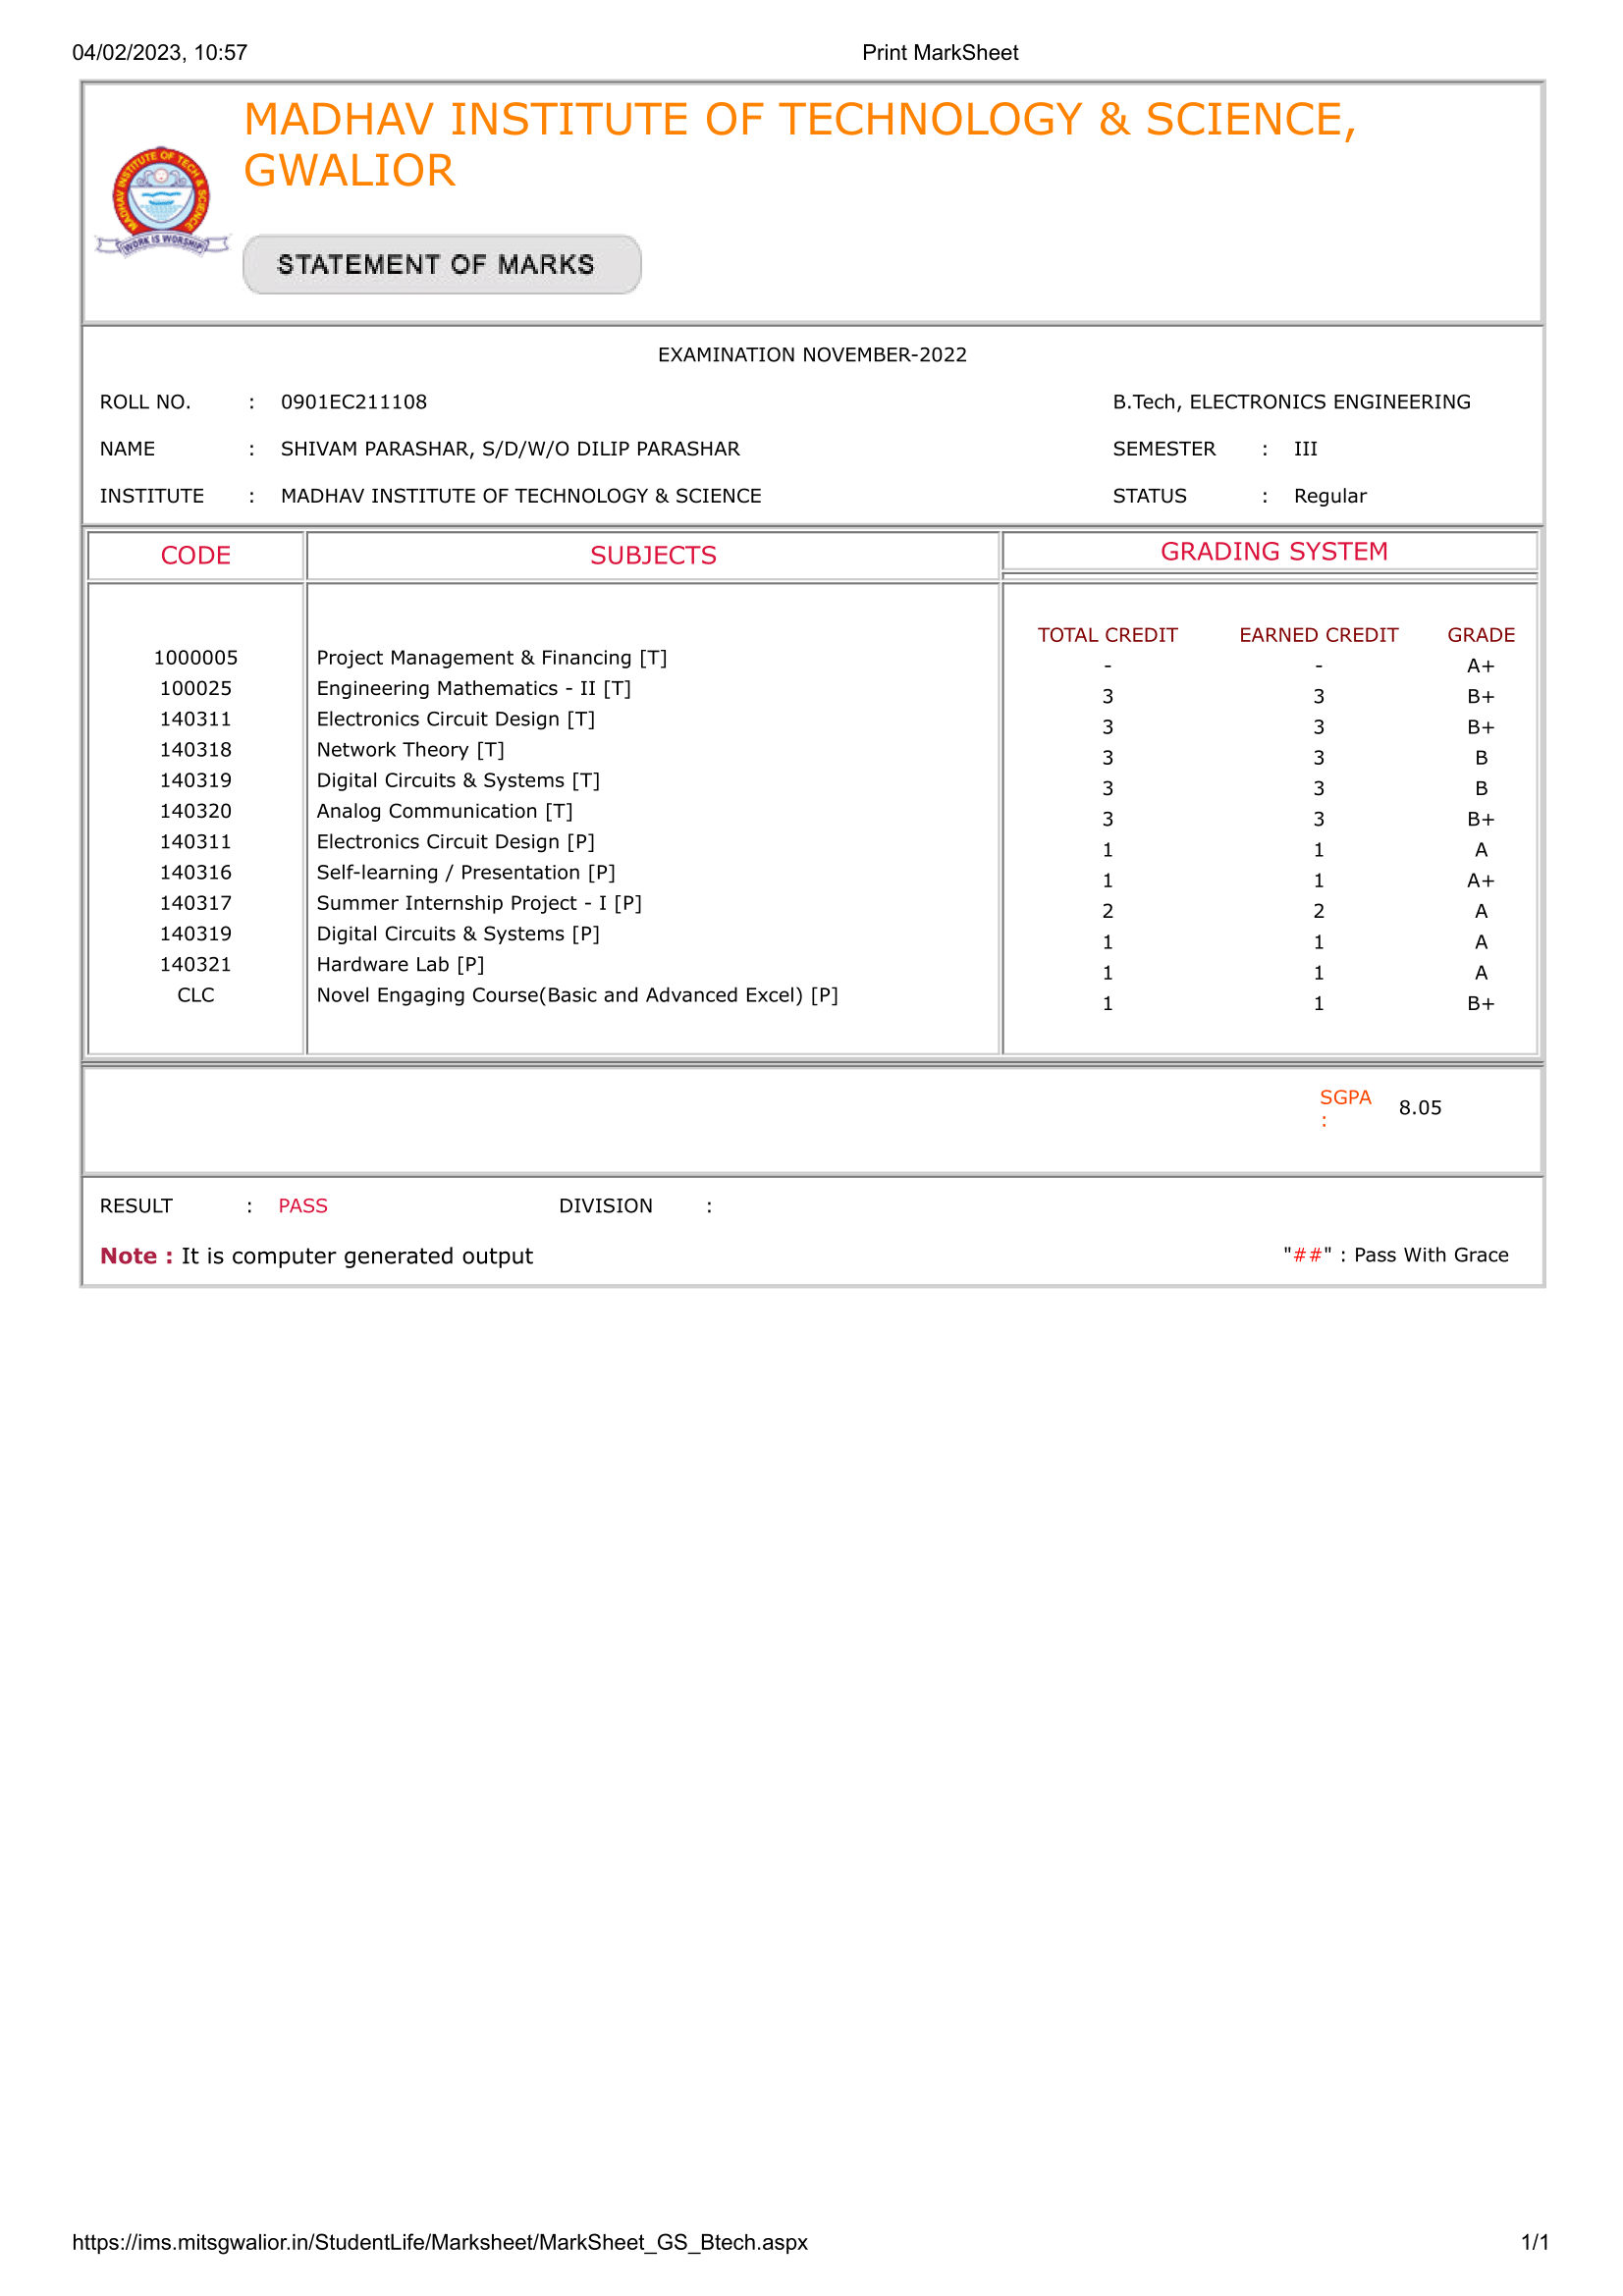 04/02/2023, 10:57 Print MarkSheet
MADHAV INSTITUTE OF TECHNOLOGY & SCIENCE,
GWALIOR
MADHAV INSTITUTE OF TECH & SCIENCE
WORK IS WORSHIP
STATEMENT OF MARKS
EXAMINATION NOVEMBER-2022
ROLL NO. : 0901EC211108 B.Tech, ELECTRONICS ENGINEERING
NAME : SHIVAM PARASHAR, S/D/W/O DILIP PARASHAR SEMESTER : III
INSTITUTE : MADHAV INSTITUTE OF TECHNOLOGY & SCIENCE STATUS : Regular
CODE SUBJECTS GRADING SYSTEM
TOTAL CREDIT EARNED CREDIT GRADE
1000005 Project Management & Financing [T] - - A+
100025 Engineering Mathematics - II [T] 3 3 B+
140311 Electronics Circuit Design [T] 3 3 B+
140318 Network Theory [T] 3 3 B
140319 Digital Circuits & Systems [T] 3 3 B
140320 Analog Communication [T] 3 3 B+
140311 Electronics Circuit Design [P] 1 1 A
140316 Self-learning / Presentation [P] 1 1 A+
140317 Summer Internship Project - I [P] 2 2 A
140319 Digital Circuits & Systems [P] 1 1 A
140321 Hardware Lab [P] 1 1 A
CLC Novel Engaging Course(Basic and Advanced Excel) [P] 1 1 B+
SGPA : 8.05
RESULT : PASS DIVISION :
Note : It is computer generated output "##" : Pass With Grace
https://ims.mitsgwalior.in/StudentLife/Marksheet/MarkSheet_GS_Btech.aspx 1/1